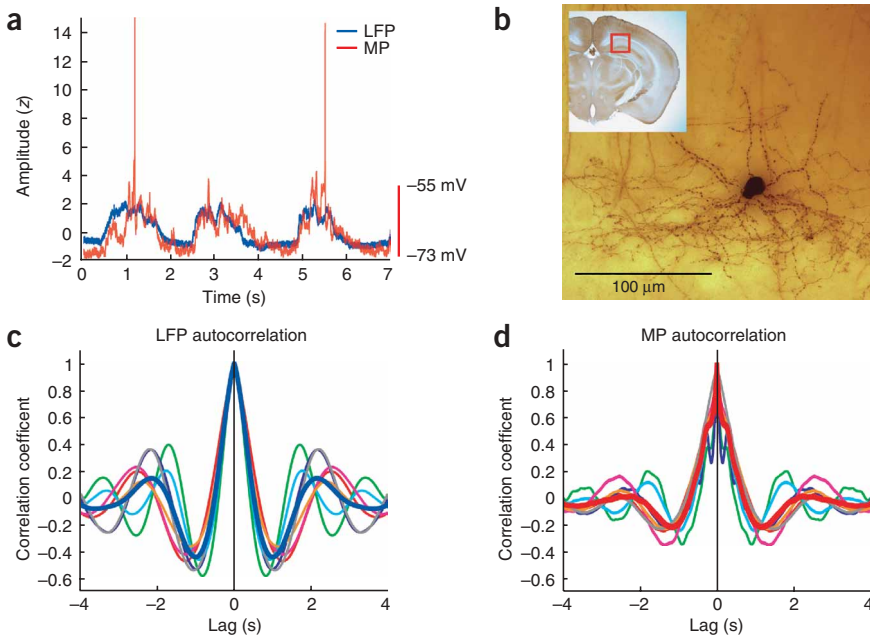 a
LFP
MP
Amplitude (z)
14
12
10
8
6
4
2
0
−2
0
1
2
3
4
5
6
7
Time (s)
−55 mV
−73 mV
b
100 μm
c
LFP autocorrelation
Correlation coefficent
1
0.8
0.6
0.4
0.2
0
−0.2
−0.4
−0.6
−4
−2
0
2
4
Lag (s)
d
MP autocorrelation
Correlation coefficent
1
0.8
0.6
0.4
0.2
0
−0.2
−0.4
−0.6
−4
−2
0
2
4
Lag (s)